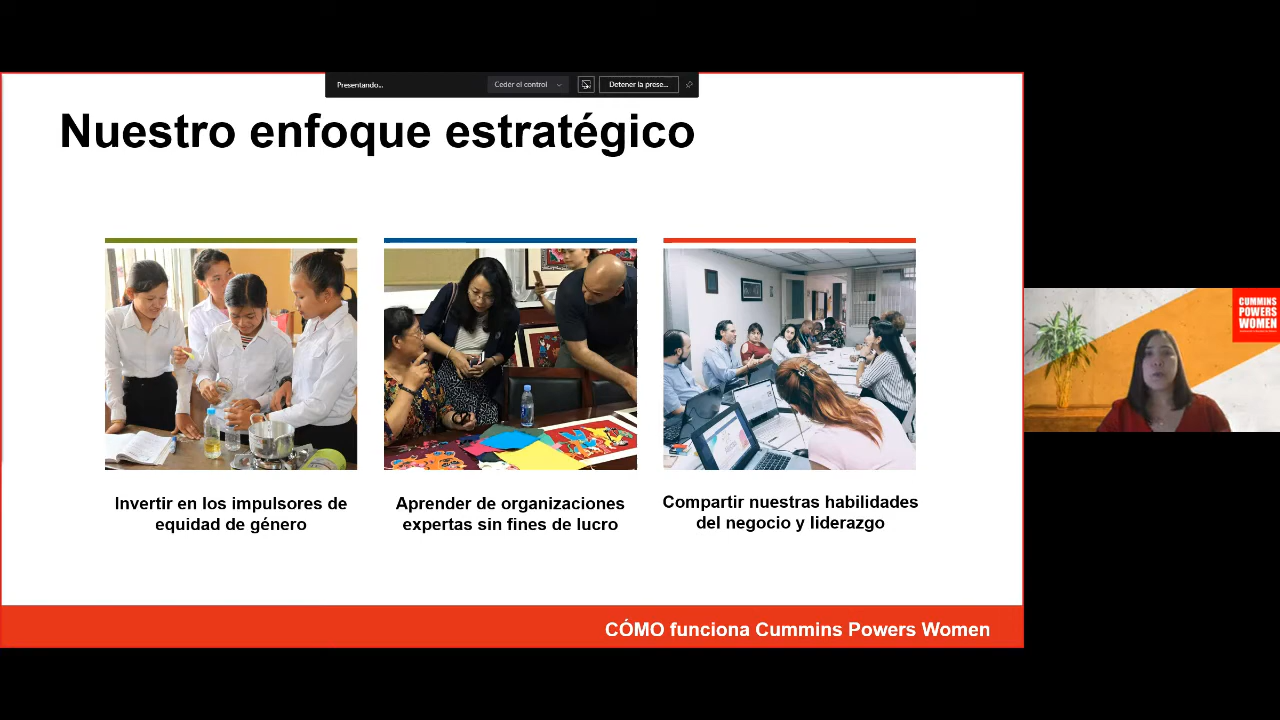 Presentando...
Ceder el control
Detener la prese...
Nuestro enfoque estratégico
Invertir en los impulsores de
equidad de género
Aprender de organizaciones
expertas sin fines de lucro
Compartir nuestras habilidades
del negocio y liderazgo
CÓMO funciona Cummins Powers Women
CUMMINS
POWERS
WOMEN